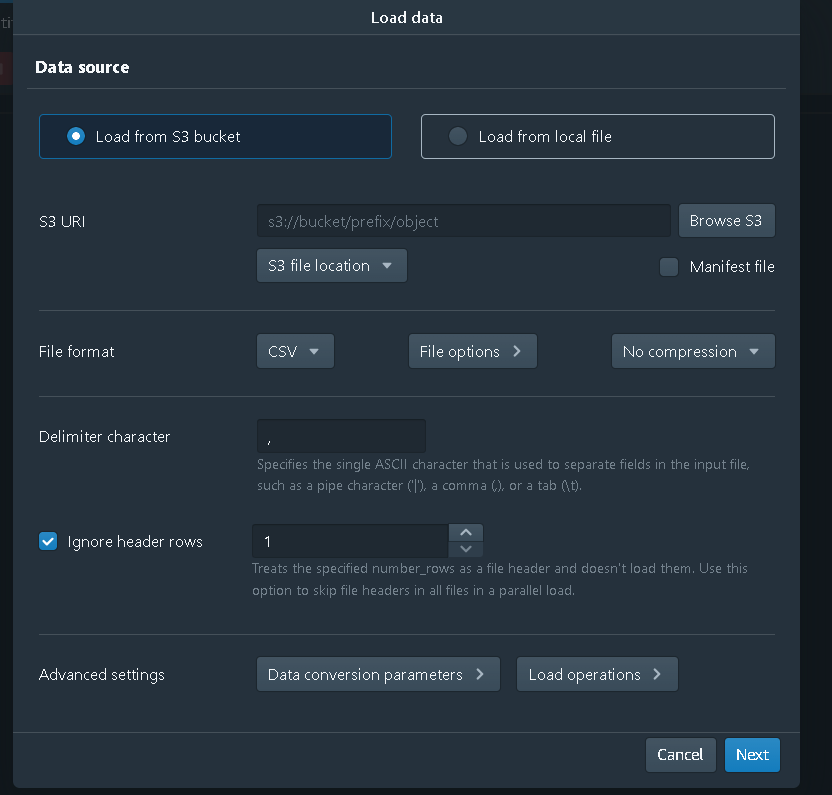 Load data
Data source
Load from S3 bucket
Load from local file
S3 URI
s3://bucket/prefix/object
Browse S3
S3 file location
Manifest file
File format
CSV
File options
No compression
Delimiter character
,
Specifies the single ASCII character that is used to separate fields in the input file,
such as a pipe character ('|'), a comma (,), or a tab (\t).
Ignore header rows
1
Treats the specified number_rows as a file header and doesn't load them. Use this
option to skip file headers in all files in a parallel load.
Advanced settings
Data conversion parameters
Load operations
Cancel
Next